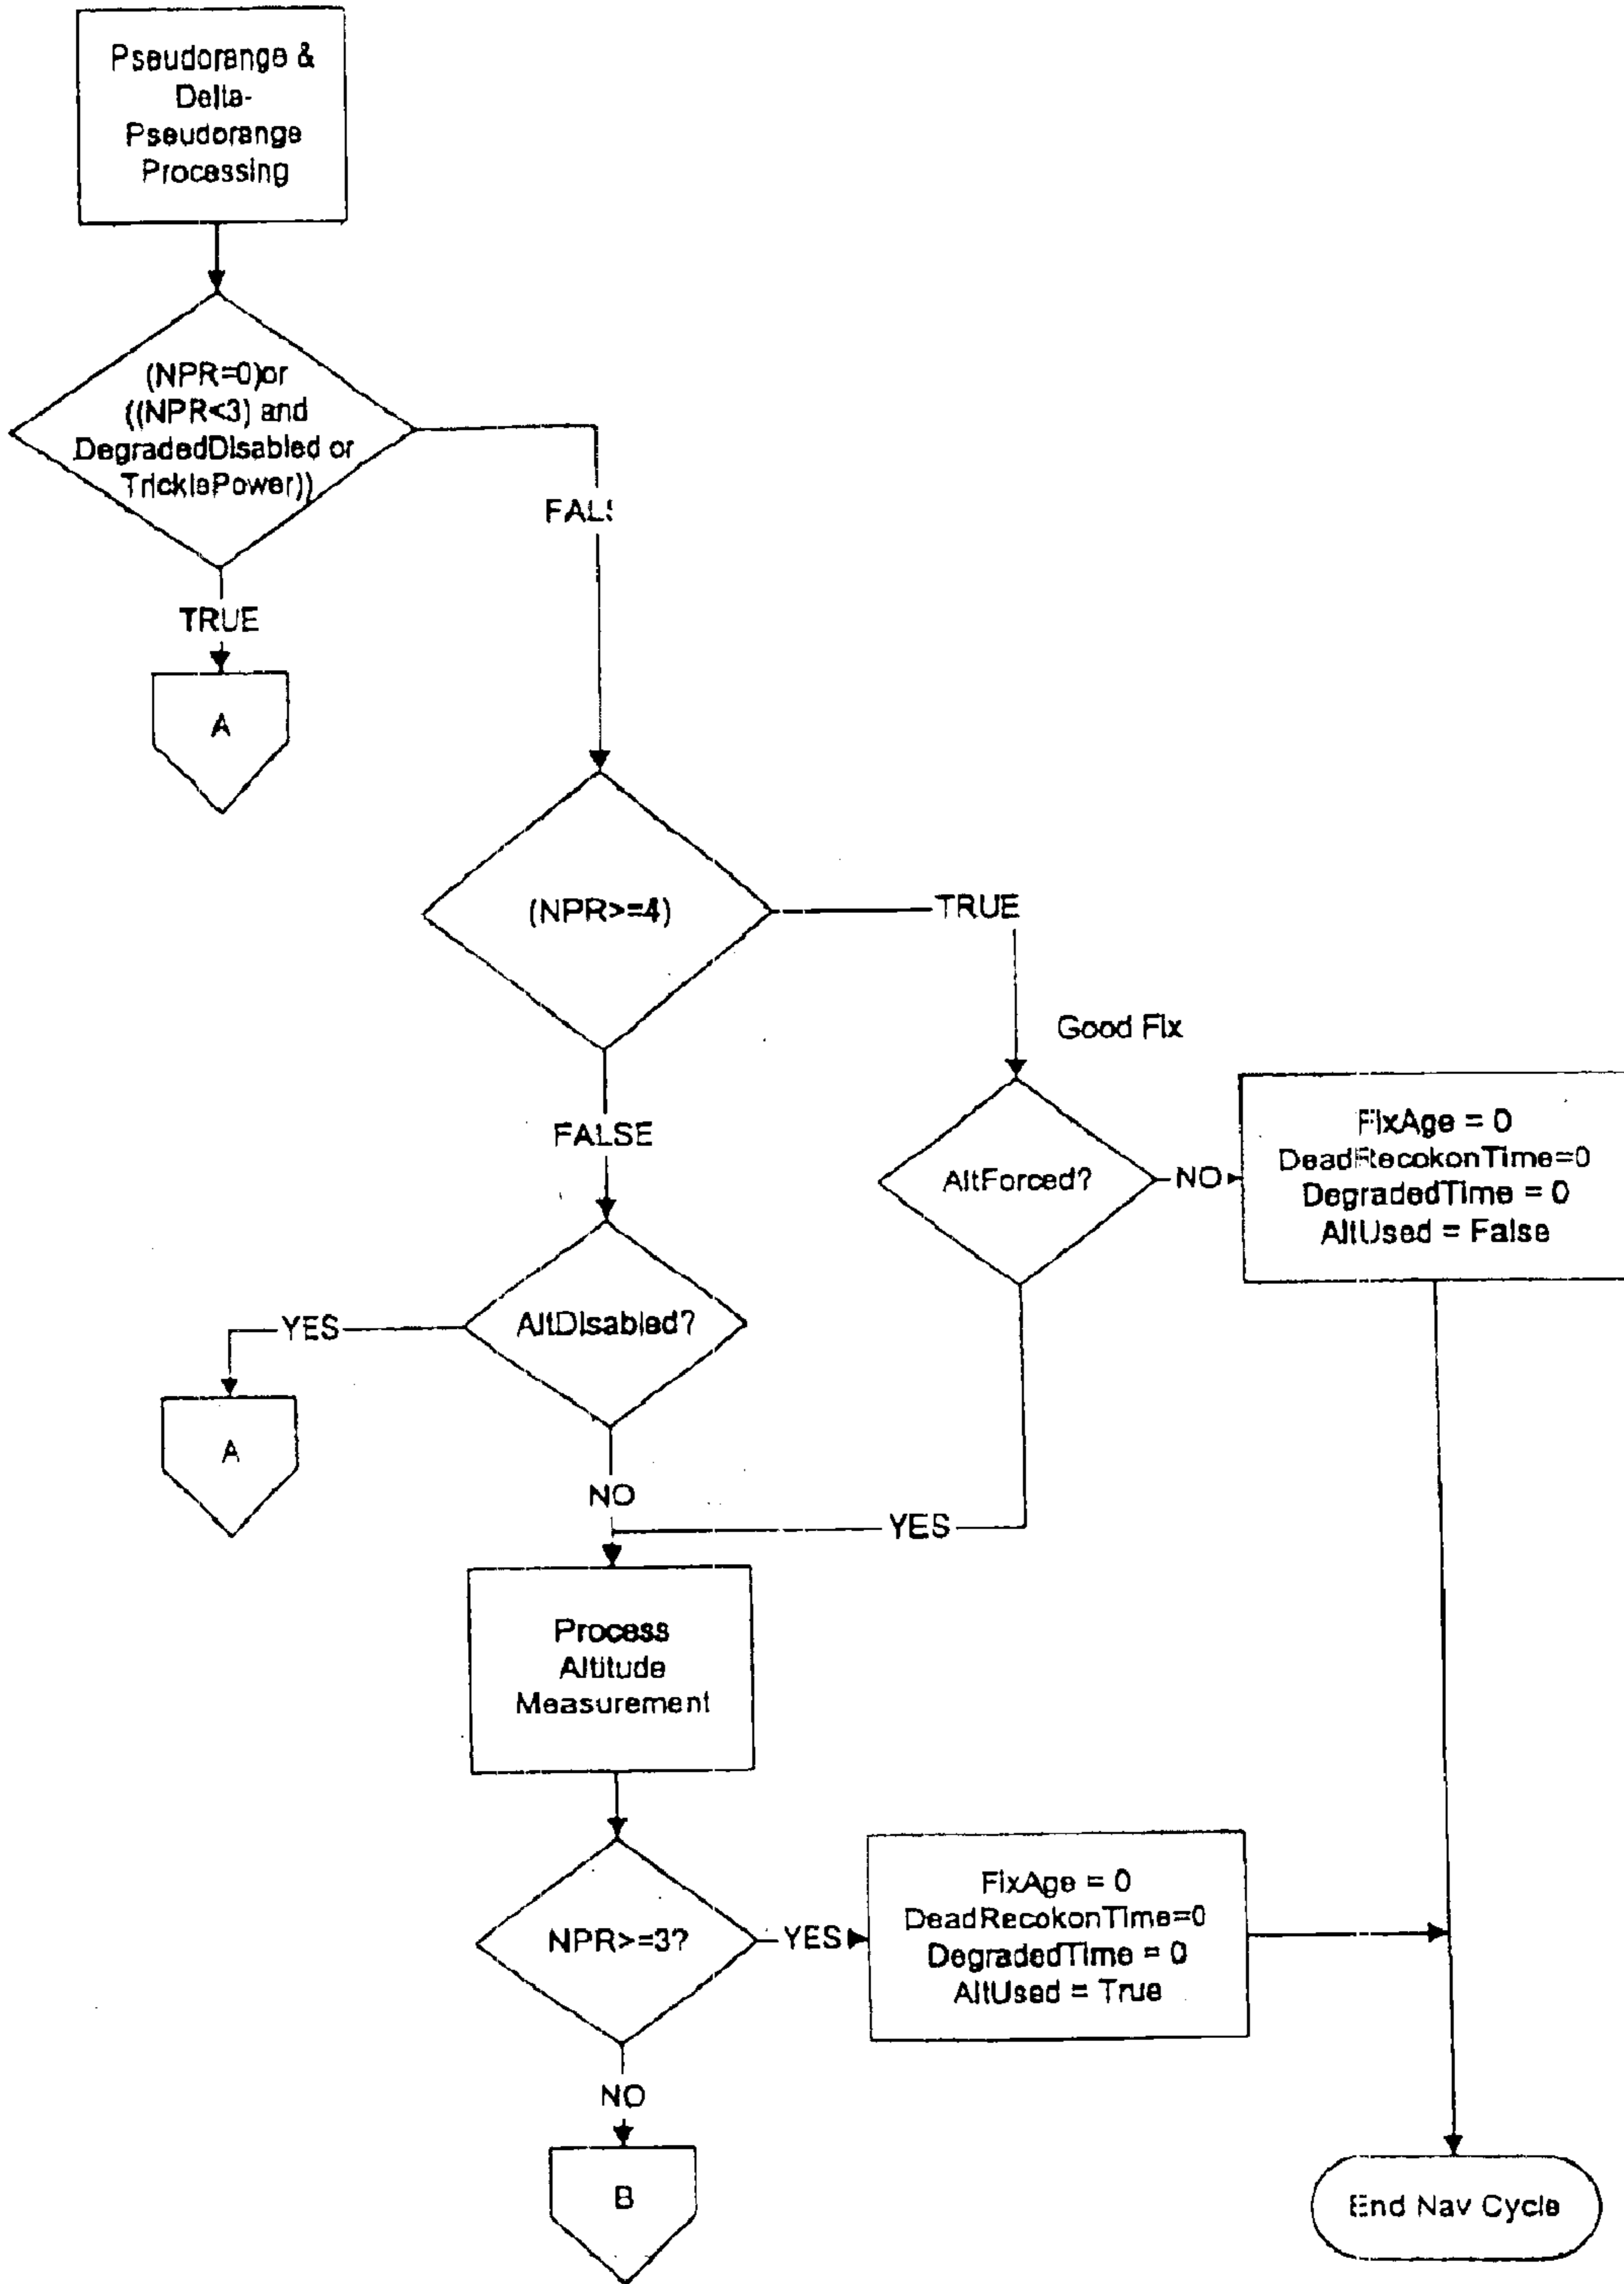 Pseudorange &
Delta-
Pseudorange
Processing
(NPR=0)or
((NPR<3) and
DegradedDisabled or
TricklePower))
FALS
TRUE
A
(NPR>=4)
TRUE
Good Fix
FALSE
AltForced?
NO
FixAge = 0
DeadRecokonTime=0
DegradedTime = 0
AltUsed = False
AltDisabled?
YES
A
NO
YES
Process
Altitude
Measurement
NPR>=3?
YES
FixAge = 0
DeadRecokonTime=0
DegradedTime = 0
AltUsed = True
NO
B
End Nav Cycle